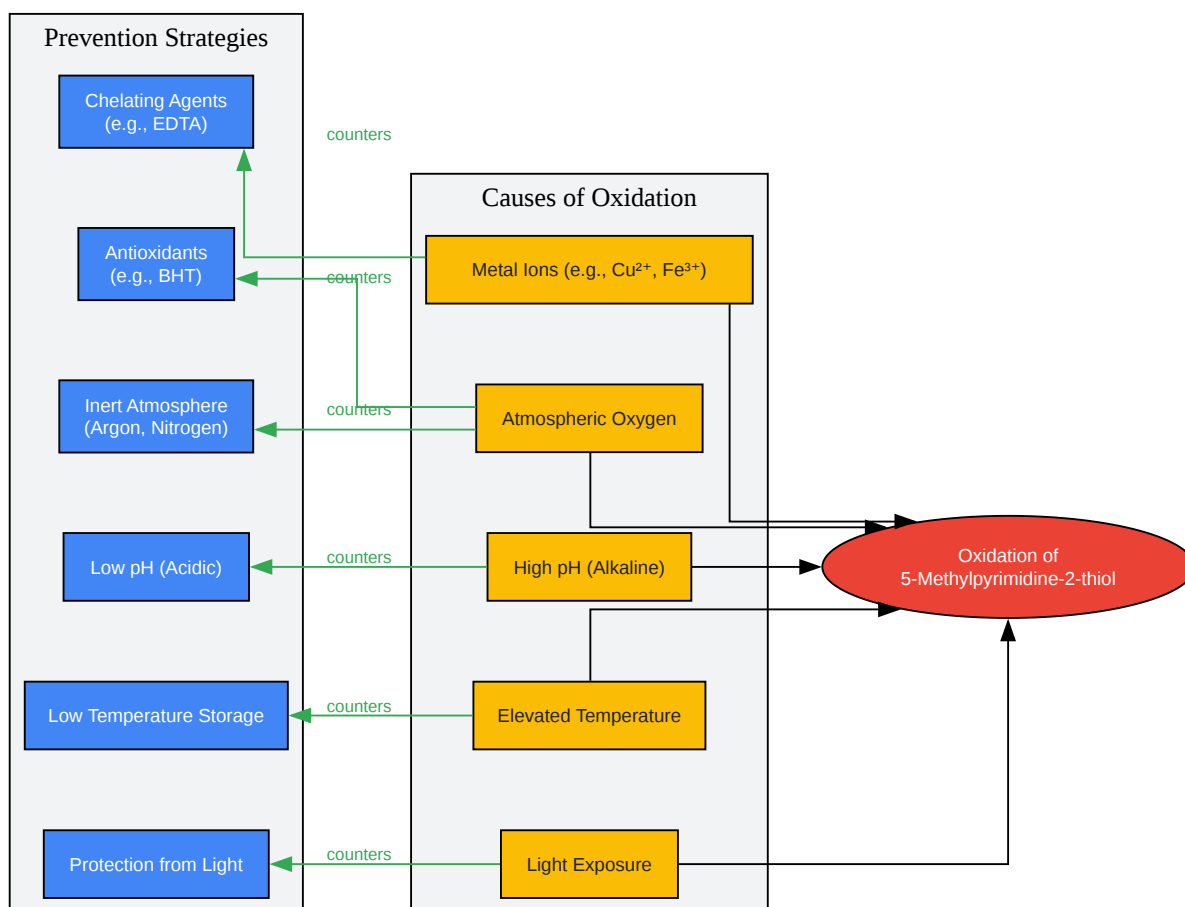 Prevention Strategies
Chelating Agents
(e.g., EDTA)
counters
Causes of Oxidation
Antioxidants
(e.g., BHT)
counters
Metal Ions (e.g., Cu²⁺, Fe³⁺)
Inert Atmosphere
(Argon, Nitrogen)
counters
Atmospheric Oxygen
Low pH (Acidic)
counters
High pH (Alkaline)
Oxidation of
5-Methylpyrimidine-2-thiol
Low Temperature Storage
counters
Elevated Temperature
Protection from Light
counters
Light Exposure